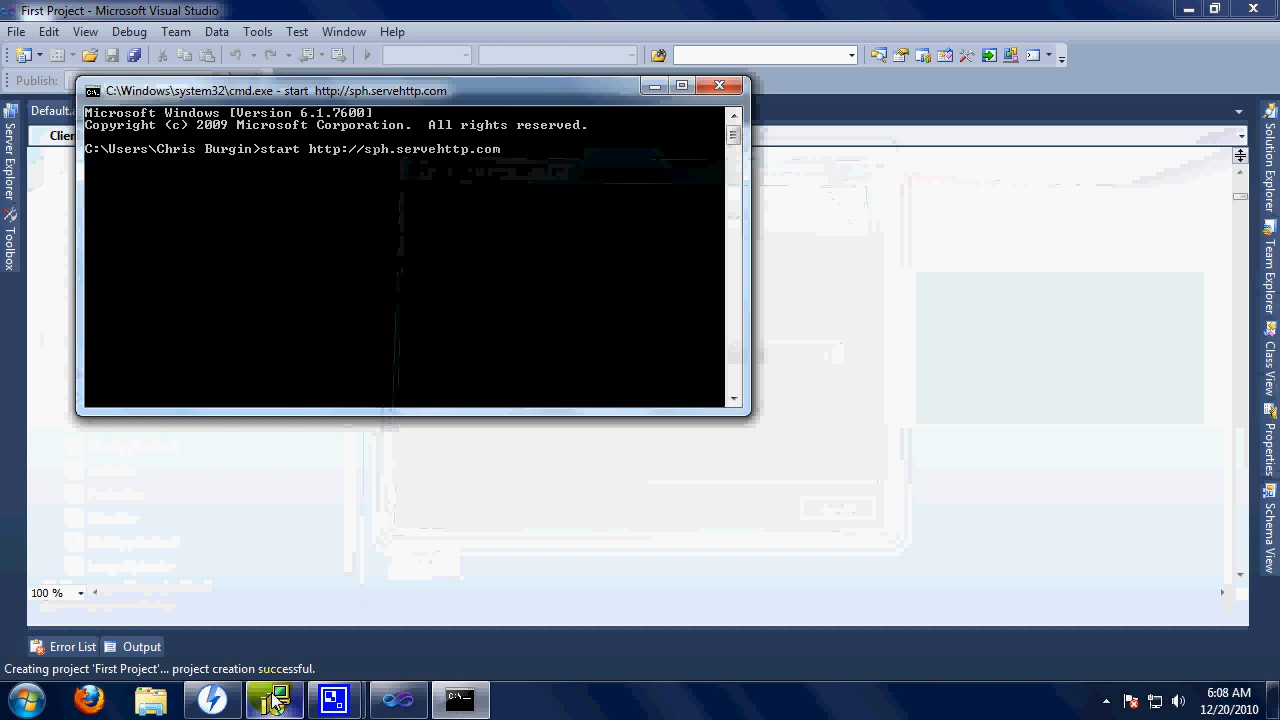 First Project - Microsoft Visual Studio
File Edit View Debug Team Data Tools Test Window Help
Publish:
C:\Windows\system32\cmd.exe - start  http://sph.servehttp.com
Default.a
Clien
Microsoft Windows [Version 6.1.7600]
Copyright (c) 2009 Microsoft Corporation.  All rights reserved.
C:\Users\Chris Burgin>start http://sph.servehttp.com
Server Explorer
Toolbox
Solution Explorer
Team Explorer
Class View
Properties
Schema View
100 %
Error List
Output
Creating project 'First Project'... project creation successful.
6:08 AM
12/20/2010